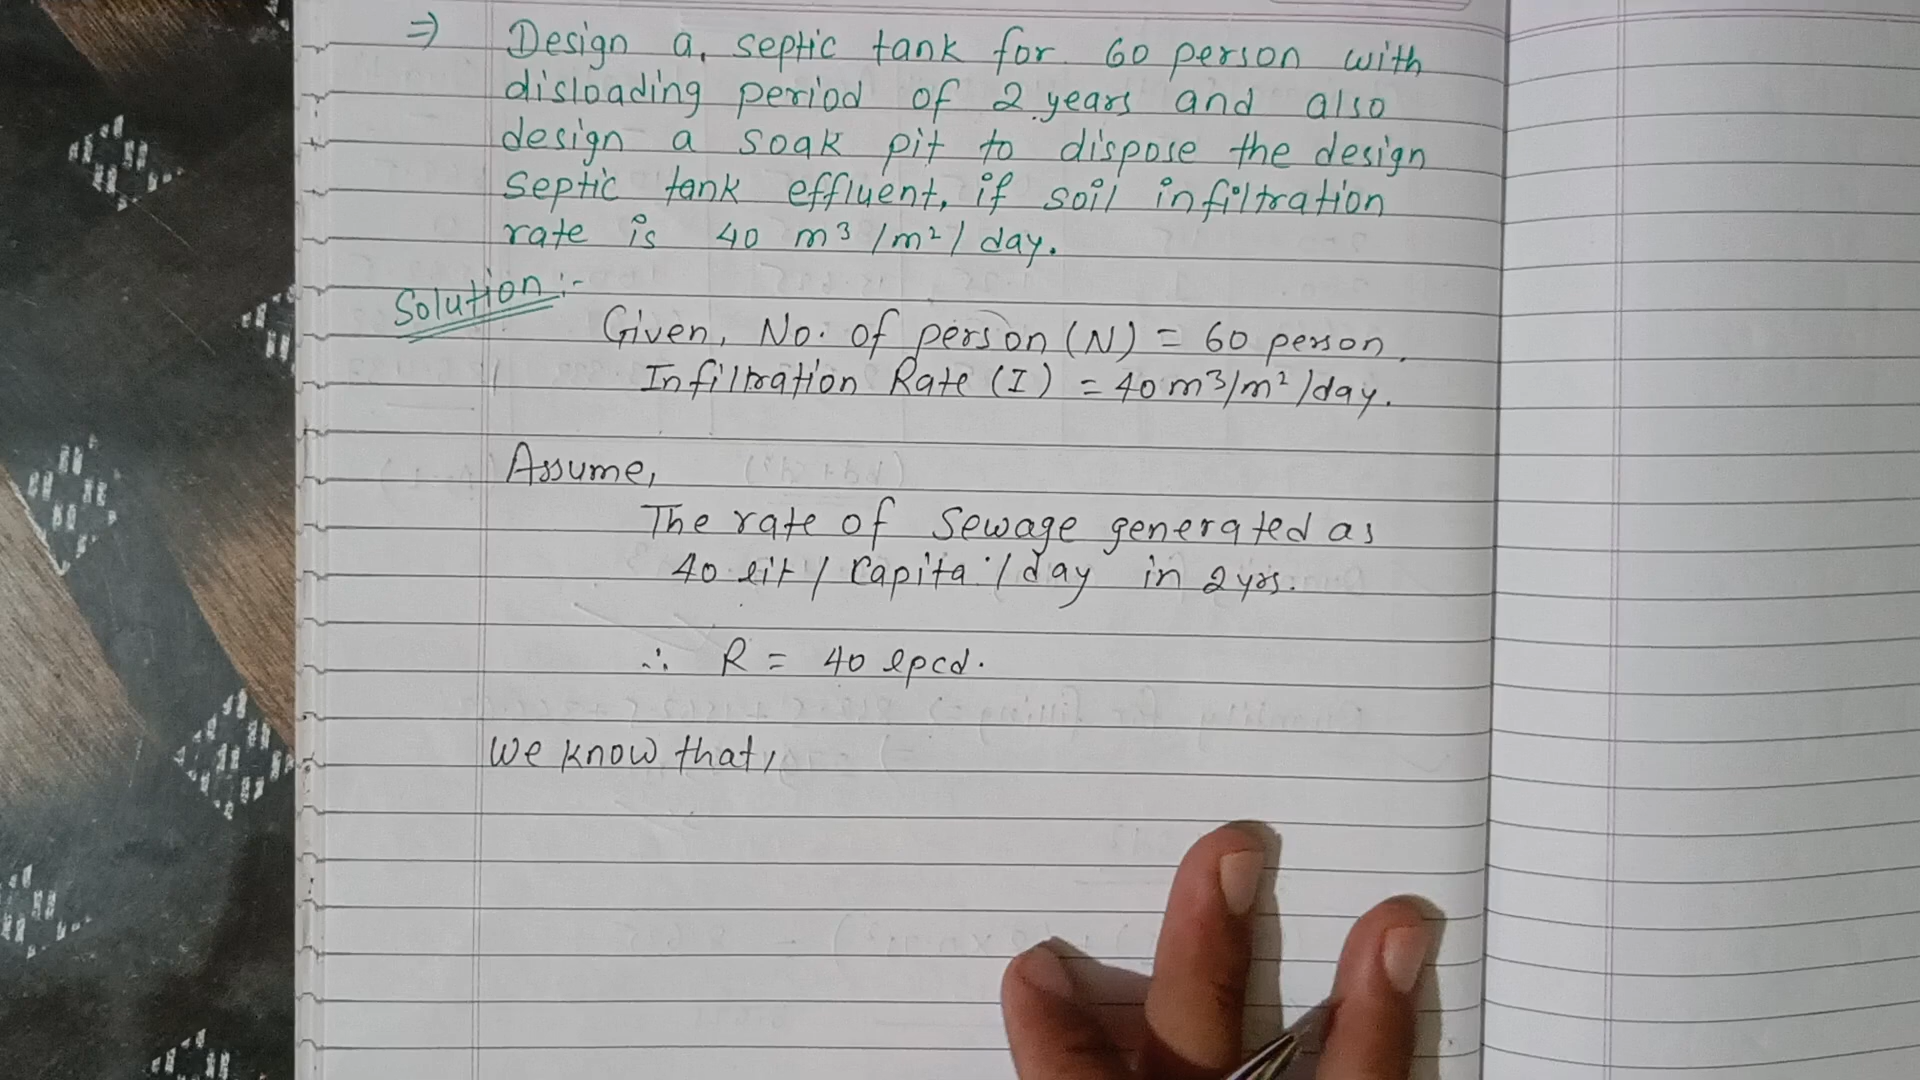 ⇒ Design a septic tank for 60 person with
disloading period of 2 years and also
design a soak pit to dispose the design
septic tank effluent, if soil infiltration
rate is 40 m³/m²/day.
Solution:-
Given, No. of person (N) = 60 person.
Infiltration Rate (I) = 40 m³/m²/day.
Assume,
The rate of sewage generated as
40 lit/capita/day in 2 yrs.
∴ R = 40 lpcd.
We know that,